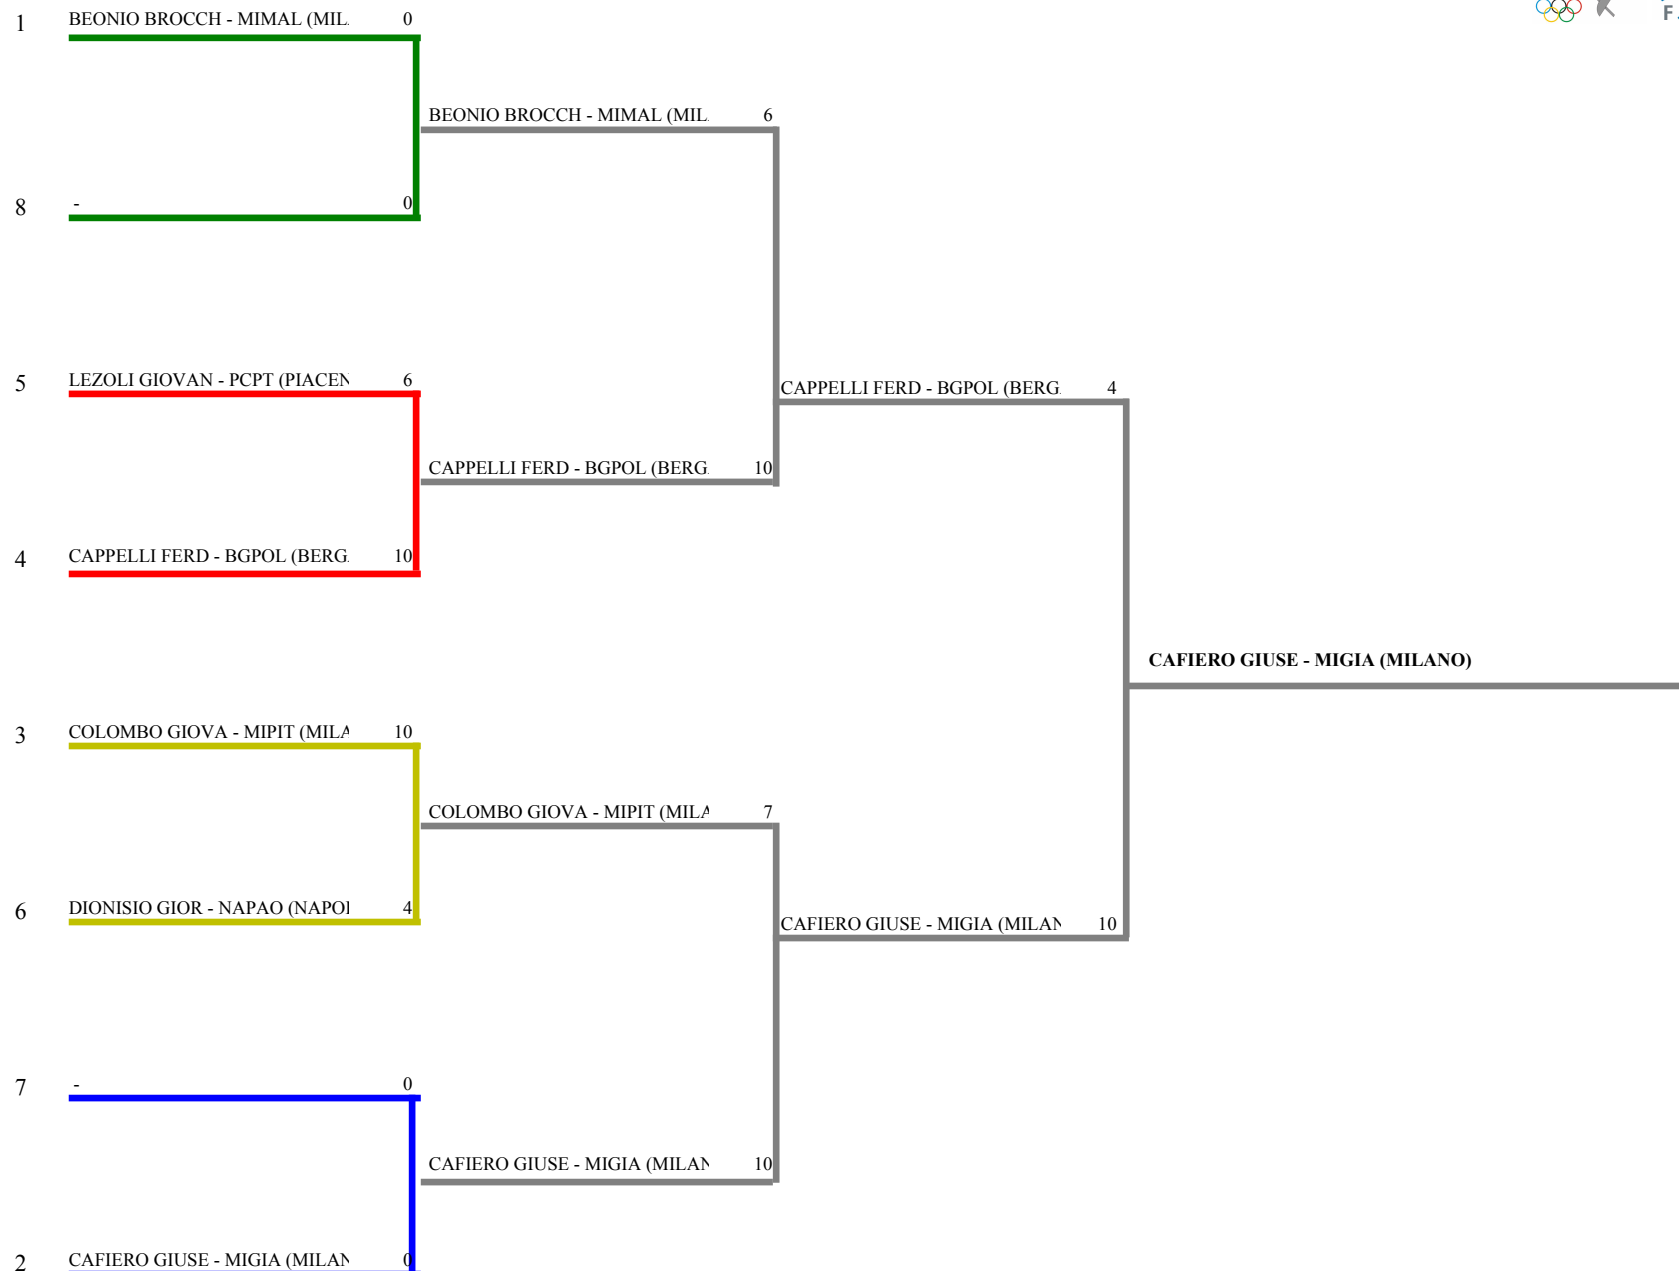 1 BEONIO BROCCH - MIMAL (MIL. 0
BEONIO BROCCH - MIMAL (MIL. 6
8 - 0
5 LEZOLI GIOVAN - PCPT (PIACEN 6
CAPPELLI FERD - BGPOL (BERG. 4
CAPPELLI FERD - BGPOL (BERG. 10
4 CAPPELLI FERD - BGPOL (BERG. 10
CAFIERO GIUSE - MIGIA (MILANO)
3 COLOMBO GIOVA - MIPIT (MILA 10
COLOMBO GIOVA - MIPIT (MILA 7
6 DIONISIO GIOR - NAPAO (NAPOI 4
CAFIERO GIUSE - MIGIA (MILAN 10
7 - 0
CAFIERO GIUSE - MIGIA (MILAN 10
2 CAFIERO GIUSE - MIGIA (MILAN 0